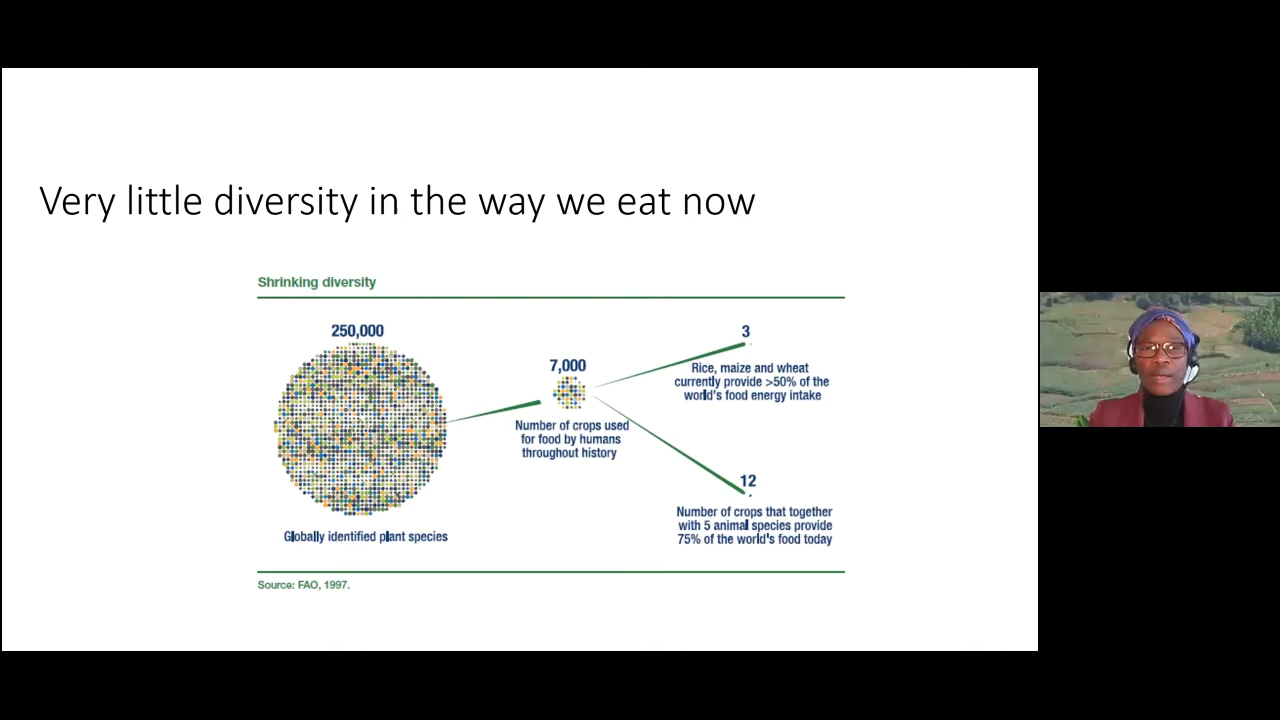 Very little diversity in the way we eat now
Shrinking diversity
250,000
Globally identified plant species
7,000
Number of crops used
for food by humans
throughout history
3
Rice, maize and wheat
currently provide >50% of the
world's food energy intake
12
Number of crops that together
with 5 animal species provide
75% of the world's food today
Source: FAO, 1997.